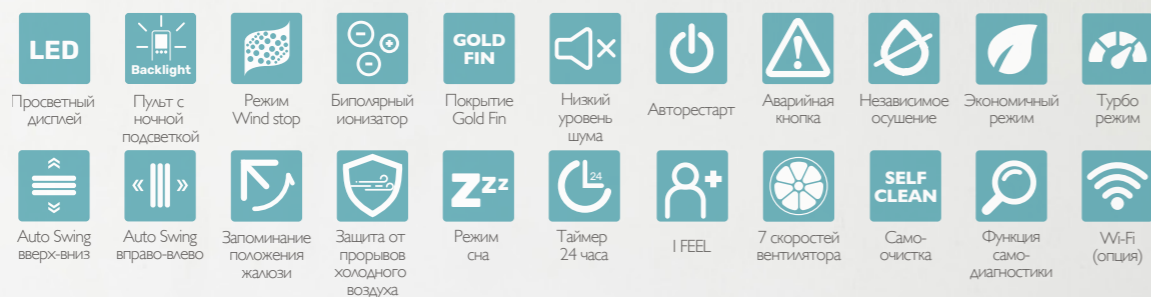 LED
Просветный
дисплей
Backlight
Пульт с
ночной
подсветкой
Режим
Wind stop
Биполярный
ионизатор
GOLD
FIN
Покрытие
Gold Fin
Низкий
уровень
шума
Авторестарт
Аварийная
кнопка
Независимое
осушение
Экономичный
режим
Турбо
режим
Auto Swing
вверх-вниз
Auto Swing
вправо-влево
Запоминание
положения
жалюзи
Защита от
прорывов
холодного
воздуха
Zzz
Режим
сна
24
Таймер
24 часа
I FEEL
7 скоростей
вентилятора
SELF
CLEAN
Само-
очистка
Функция
само-
диагностики
Wi-Fi
(опция)